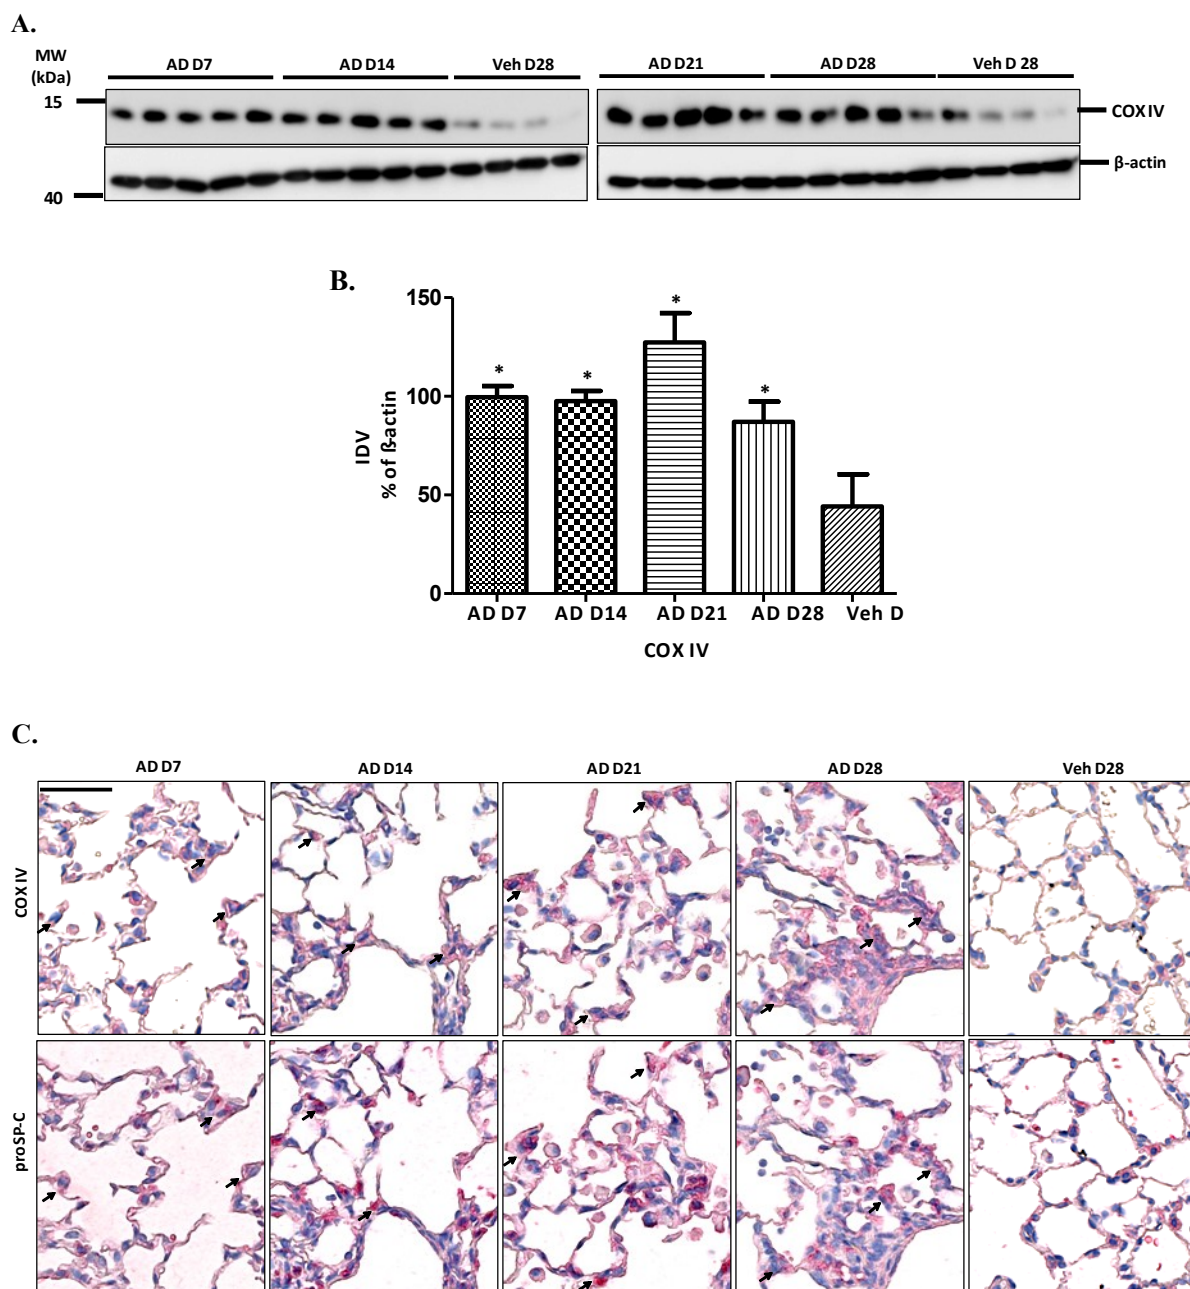 A.
MW
(kDa)
AD D7 AD D14 Veh D28 AD D21 AD D28 Veh D 28
15
COX IV
β-actin
40
B.
150
100
50
0
IDV
% of ß-actin
* * * *
AD D7 AD D14 AD D21 AD D28 Veh D
COX IV
C.
AD D7 AD D14 AD D21 AD D28 Veh D28
COX IV
proSP-C